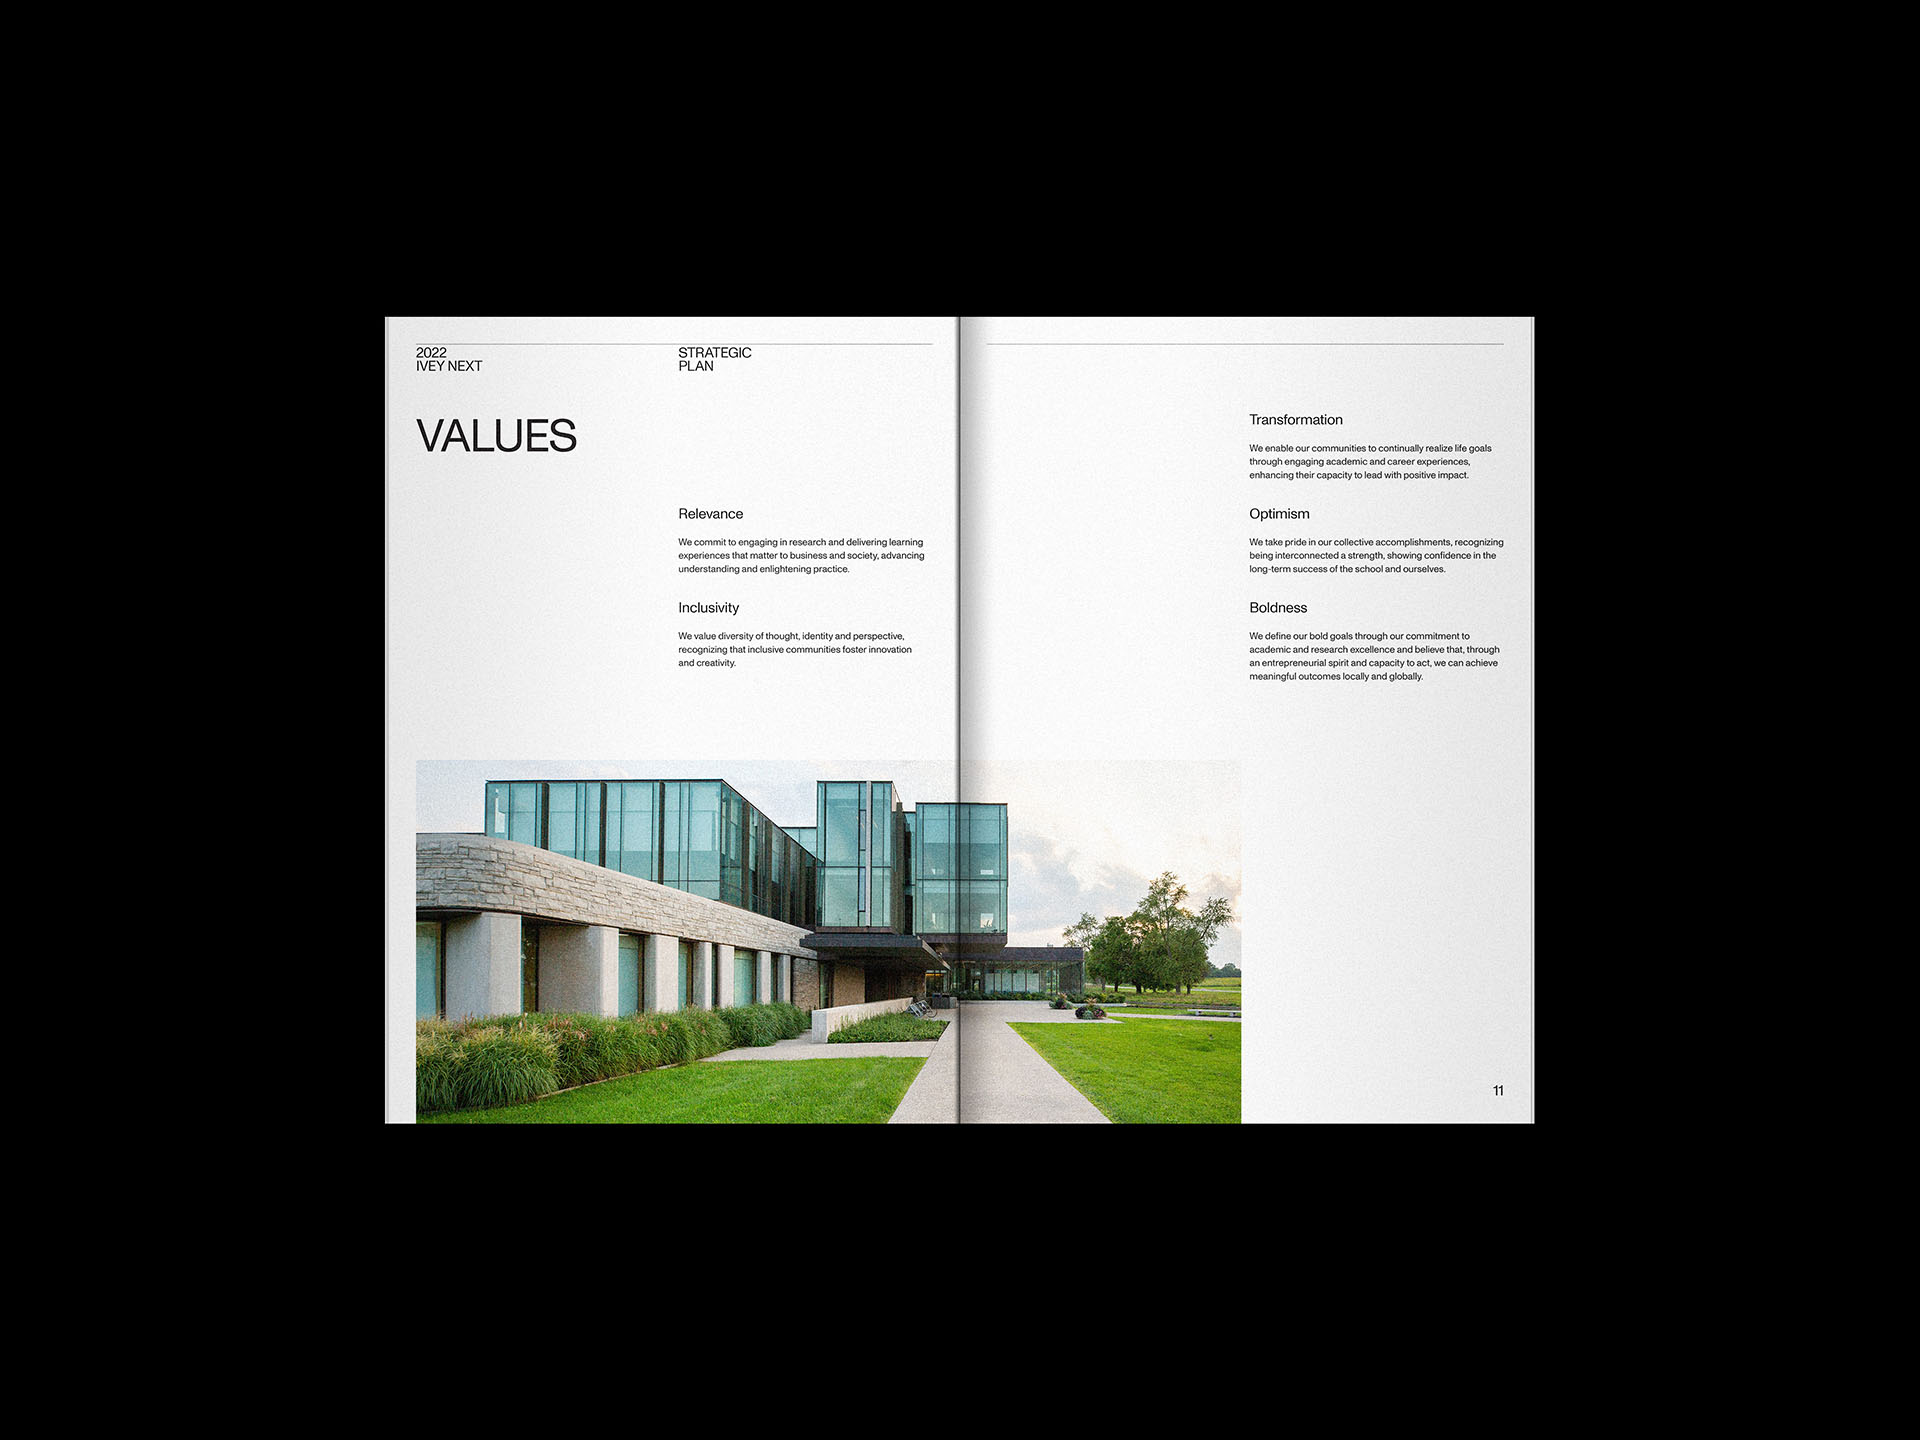 2022
IVEY NEXT
STRATEGIC
PLAN
VALUES
Relevance
We commit to engaging in research and delivering learning
experiences that matter to business and society, advancing
understanding and enlightening practice.
Inclusivity
We value diversity of thought, identity and perspective,
recognizing that inclusive communities foster innovation
and creativity.
Transformation
We enable our communities to continually realize life goals
through engaging academic and career experiences,
enhancing their capacity to lead with positive impact.
Optimism
We take pride in our collective accomplishments, recognizing
being interconnected a strength, showing confidence in the
long-term success of the school and ourselves.
Boldness
We define our bold goals through our commitment to
academic and research excellence and believe that, through
an entrepreneurial spirit and capacity to act, we can achieve
meaningful outcomes locally and globally.
11